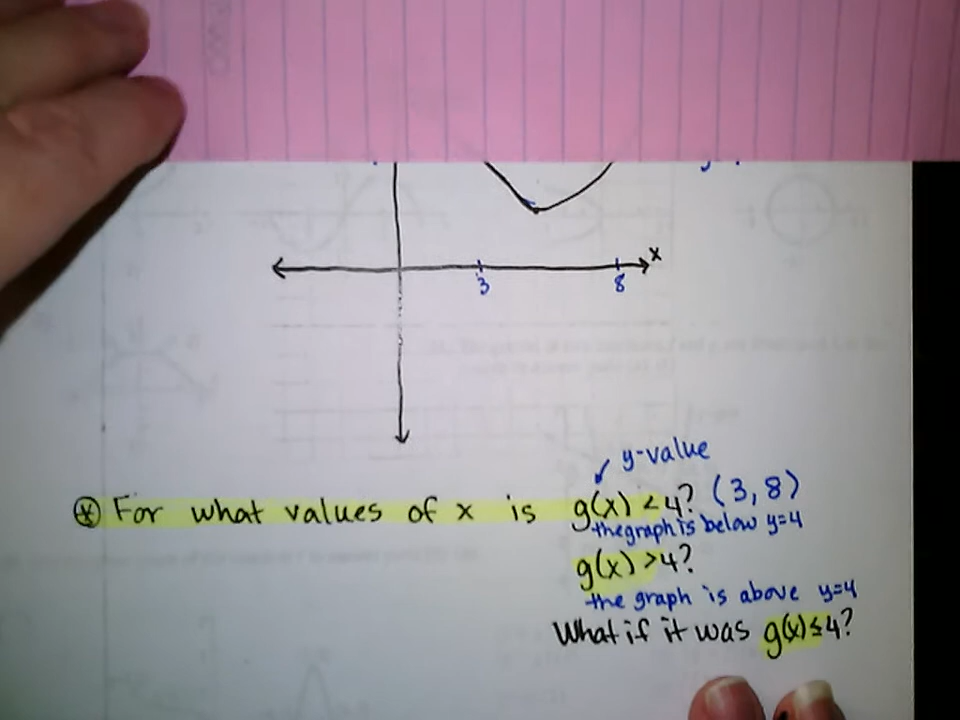 x
3 8
y-value
* For what values of x is g(x) < 4? (3, 8)
the graph is below y=4
g(x) > 4?
the graph is above y=4
What if it was g(x) ≤ 4?